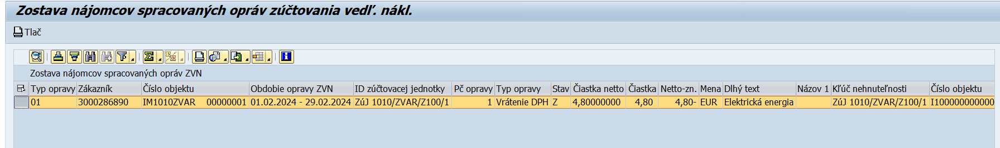 Zostava nájomcov spracovaných opráv zúčtovania vedľ. nákl.
Tlač
Zostava nájomcov spracovaných opráv ZVN
Typ opravy Zákazník Číslo objektu Obdobie opravy ZVN ID zúčtovacej jednotky Pč opravy Typ opravy Stav Čiastka netto Čiastka Netto-zn. Mena Dlhý text Názov 1 Kľúč nehnuteľnosti Číslo objektu
01 3000286890 IM1010ZVAR 00000001 01.02.2024 - 29.02.2024 ZúJ 1010/ZVAR/Z100/1 1 Vrátenie DPH Z 4,80000000 4,80 4,80- EUR Elektrická energia ZúJ 1010/ZVAR/Z100/1 I100000000000